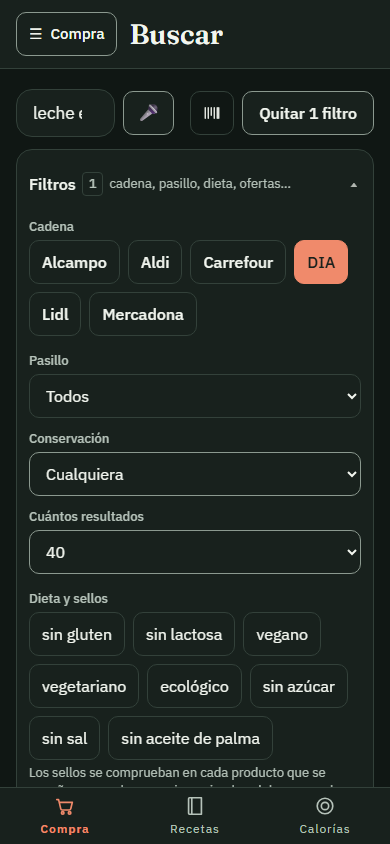 ☰ Compra Buscar
leche Quitar 1 filtro
Filtros 1 cadena, pasillo, dieta, ofertas...
Cadena
Alcampo Aldi Carrefour DIA
Lidl Mercadona
Pasillo
Todos
Conservación
Cualquiera
Cuántos resultados
40
Dieta y sellos
sin gluten sin lactosa vegano
vegetariano ecológico sin azúcar
sin sal sin aceite de palma
Los sellos se comprueban en cada producto que se
Compra Recetas Calorías